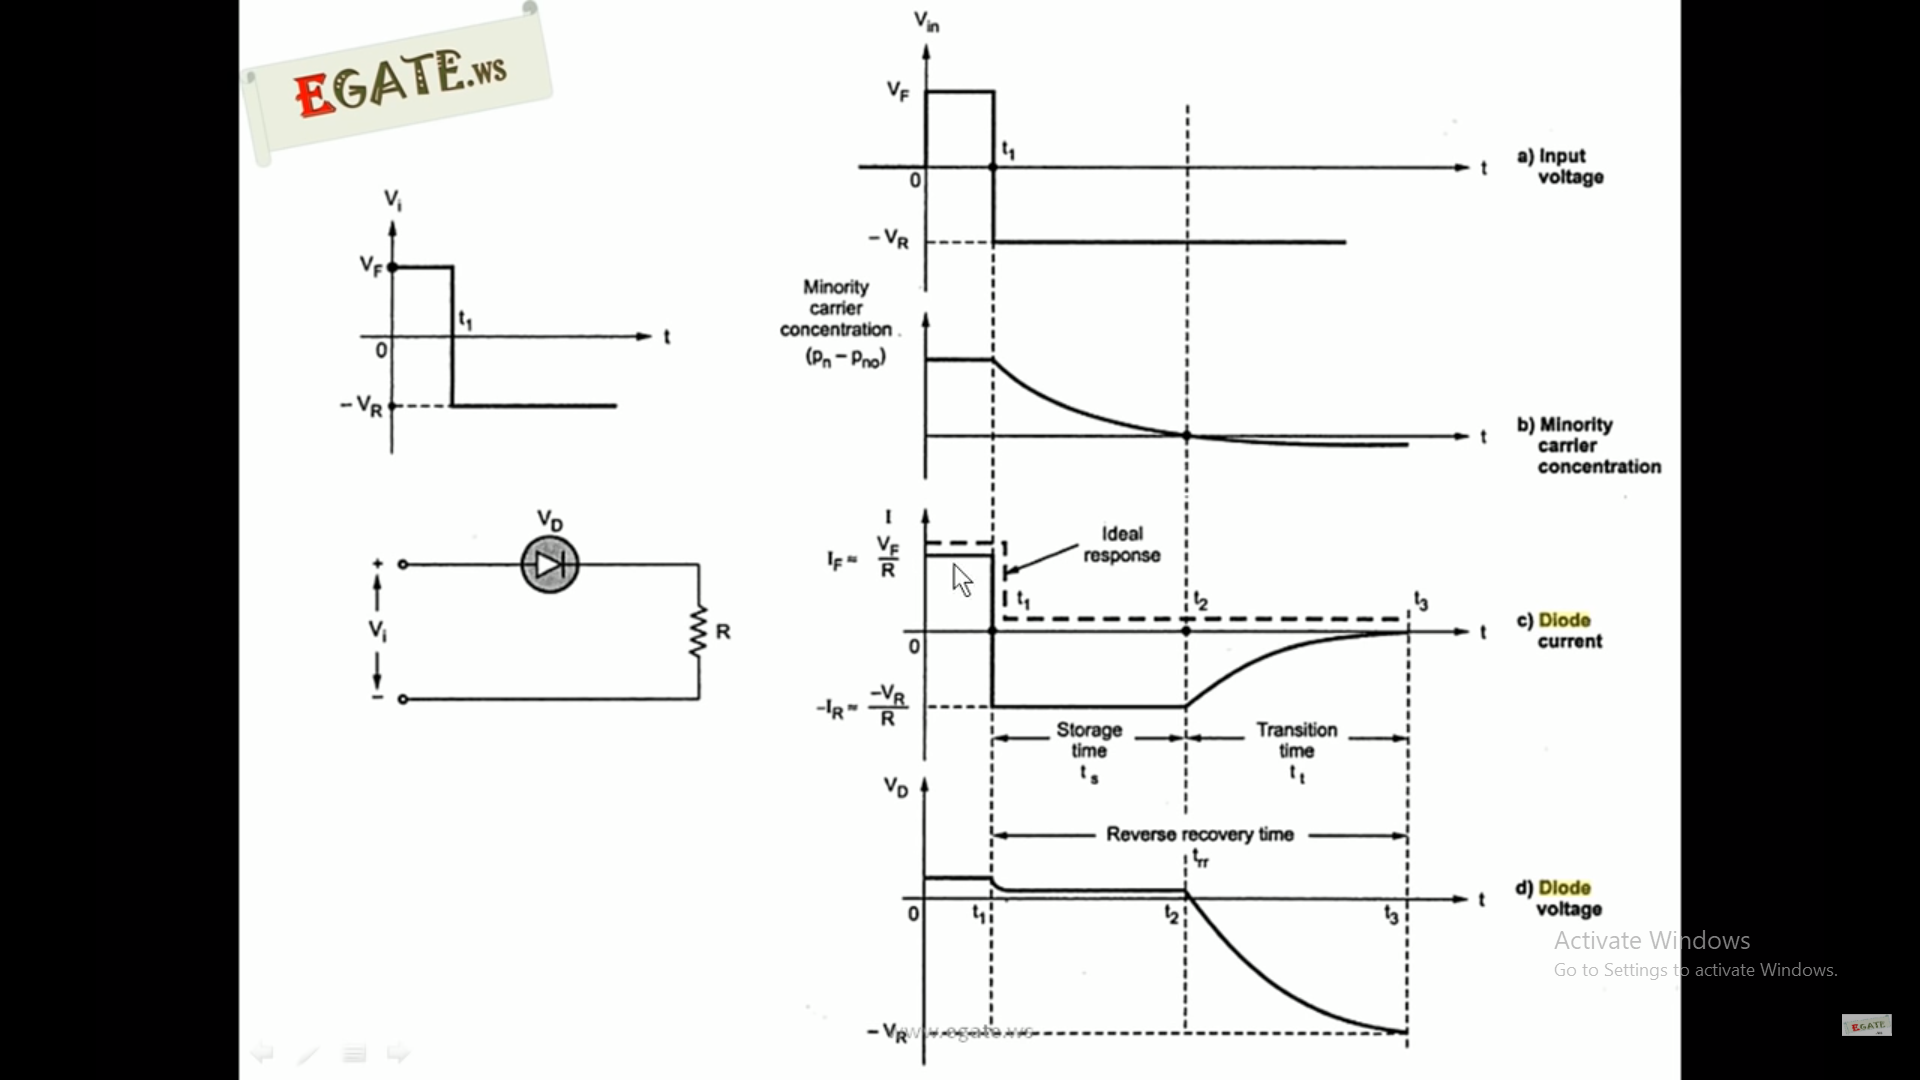 EGATE.ws
Vi
VF
t1
t
0
– VR
VD
+
Vi
–
R
Vin
VF
t1
t
0
– VR
a) Input
voltage
Minority
carrier
concentration
(pn – pno)
t
b) Minority
carrier
concentration
I
IF ≈ VF
R
Ideal
response
t1
t2
t3
t
0
c) Diode
current
–IR ≈ –VR
R
Storage
time
ts
Transition
time
tt
VD
Reverse recovery time
trr
0
t1
t2
t3
t
d) Diode
voltage
– VR
www.egate.ws
Activate Windows
Go to Settings to activate Windows.
EGATE